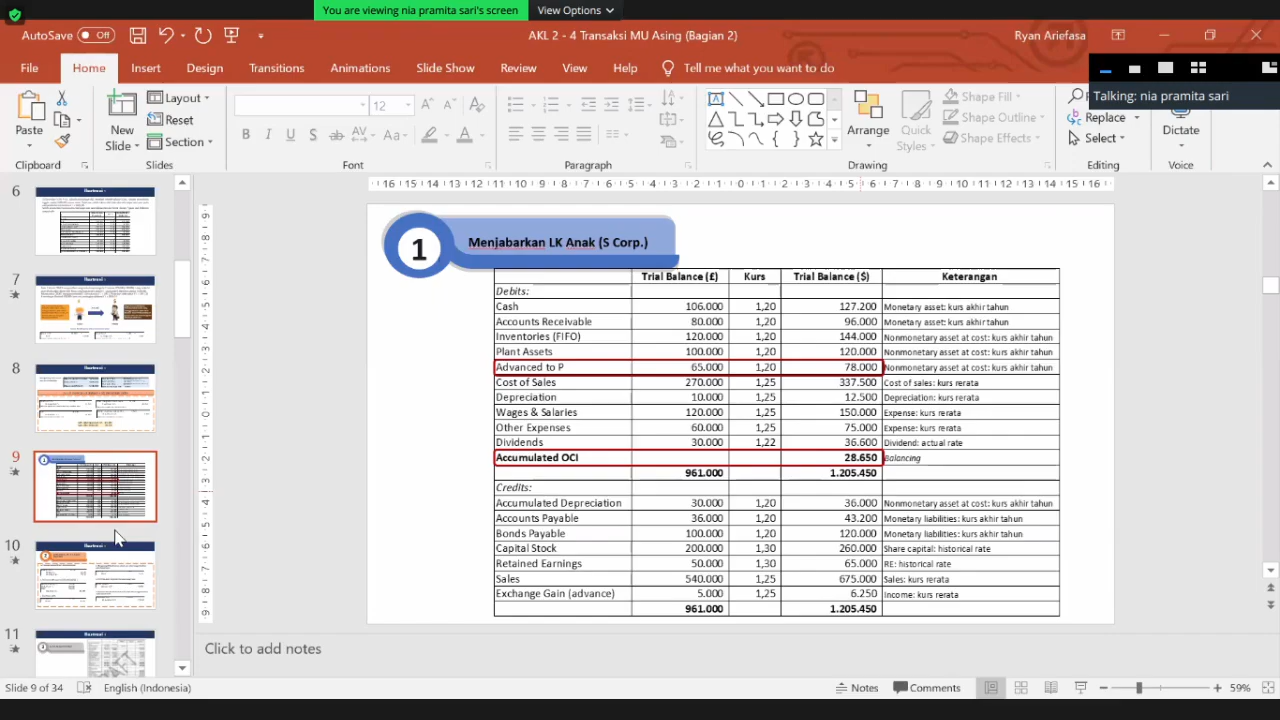 You are viewing nia pramita sari's screen View Options
AutoSave Off AKL 2 - 4 Transaksi MU Asing (Bagian 2) Ryan Ariefasa
File Home Insert Design Transitions Animations Slide Show Review View Help Tell me what you want to do
Talking: nia pramita sari
Paste New Slide Layout Reset Section 12 Arrange Quick Styles Shape Fill Shape Outline Shape Effects Replace Select Dictate
Clipboard Slides Font Paragraph Drawing Editing Voice
6
7
8
9
10
11
1 Menjabarkan LK Anak (S Corp.)
Trial Balance (£) Kurs Trial Balance ($) Keterangan
Debits:
Cash 106.000 1,20 127.200 Monetary asset: kurs akhir tahun
Accounts Receivable 80.000 1,20 96.000 Monetary asset: kurs akhir tahun
Inventories (FIFO) 120.000 1,20 144.000 Nonmonetary asset at cost: kurs akhir tahun
Plant Assets 100.000 1,20 120.000 Nonmonetary asset at cost: kurs akhir tahun
Advanced to P 65.000 1,20 78.000 Nonmonetary asset at cost: kurs akhir tahun
Cost of Sales 270.000 1,25 337.500 Cost of sales: kurs rerata
Depreciation 10.000 1,25 12.500 Depreciation: kurs rerata
Wages & Salaries 120.000 1,25 150.000 Expense: kurs rerata
Other Expenses 60.000 1,25 75.000 Expense: kurs rerata
Dividends 30.000 1,22 36.600 Dividend: actual rate
Accumulated OCI 28.650 Balancing
961.000 1.205.450
Credits:
Accumulated Depreciation 30.000 1,20 36.000 Nonmonetary asset at cost: kurs akhir tahun
Accounts Payable 36.000 1,20 43.200 Monetary liabilities: kurs akhir tahun
Bonds Payable 100.000 1,20 120.000 Monetary liabilities: kurs akhir tahun
Capital Stock 200.000 1,30 260.000 Share capital: historical rate
Retained Earnings 50.000 1,30 65.000 RE: historical rate
Sales 540.000 1,25 675.000 Sales: kurs rerata
Exchange Gain (advance) 5.000 1,25 6.250 Income: kurs rerata
961.000 1.205.450
Click to add notes
Slide 9 of 34 English (Indonesia) Notes Comments 59%